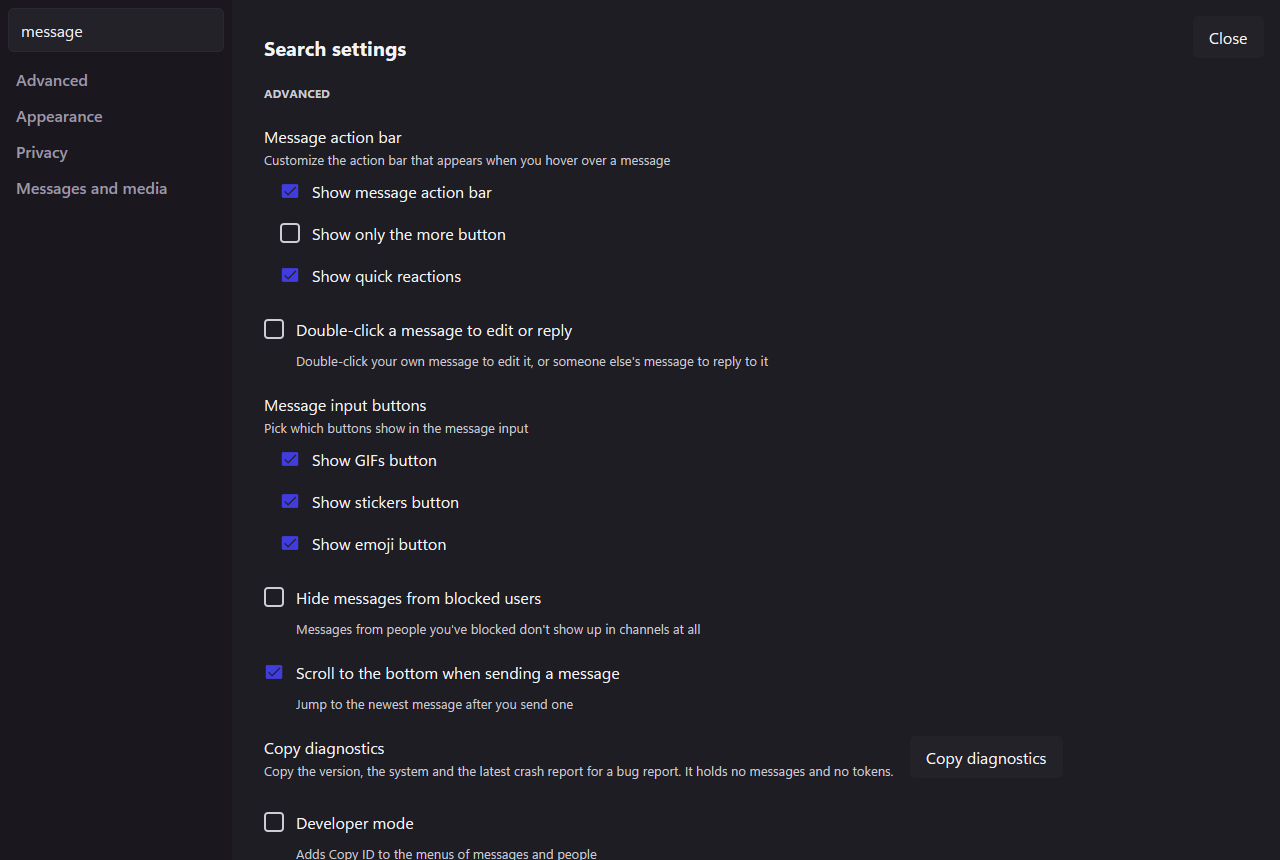 message
Close
Advanced
Appearance
Privacy
Messages and media
Search settings
ADVANCED
Message action bar
Customize the action bar that appears when you hover over a message
Show message action bar
Show only the more button
Show quick reactions
Double-click a message to edit or reply
Double-click your own message to edit it, or someone else's message to reply to it
Message input buttons
Pick which buttons show in the message input
Show GIFs button
Show stickers button
Show emoji button
Hide messages from blocked users
Messages from people you've blocked don't show up in channels at all
Scroll to the bottom when sending a message
Jump to the newest message after you send one
Copy diagnostics
Copy the version, the system and the latest crash report for a bug report. It holds no messages and no tokens.
Copy diagnostics
Developer mode
Adds Copy ID to the menus of messages and people